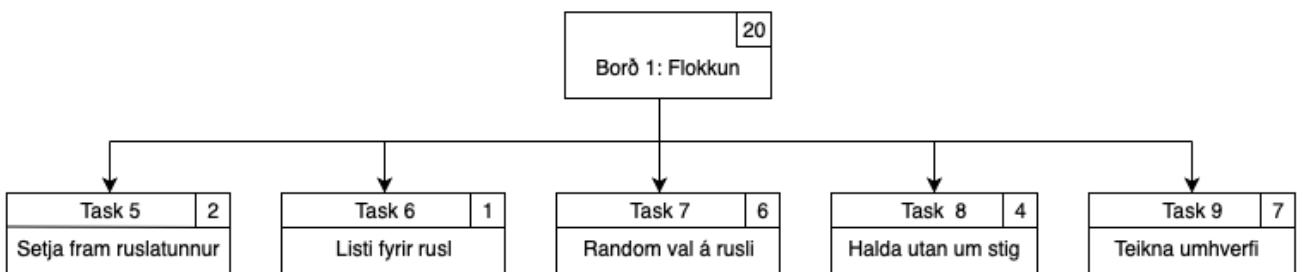 20
Borð 1: Flokkun
Task 5 2
Setja fram ruslatunnur
Task 6 1
Listi fyrir rusl
Task 7 6
Random val á rusli
Task 8 4
Halda utan um stig
Task 9 7
Teikna umhverfi